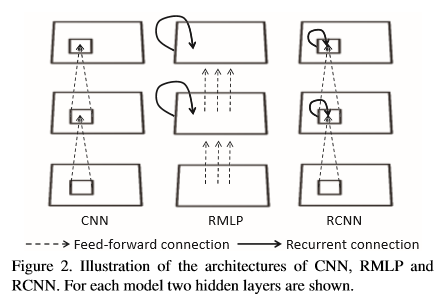 CNN RMLP RCNN
Feed-forward connection Recurrent connection
Figure 2. Illustration of the architectures of CNN, RMLP and
RCNN. For each model two hidden layers are shown.